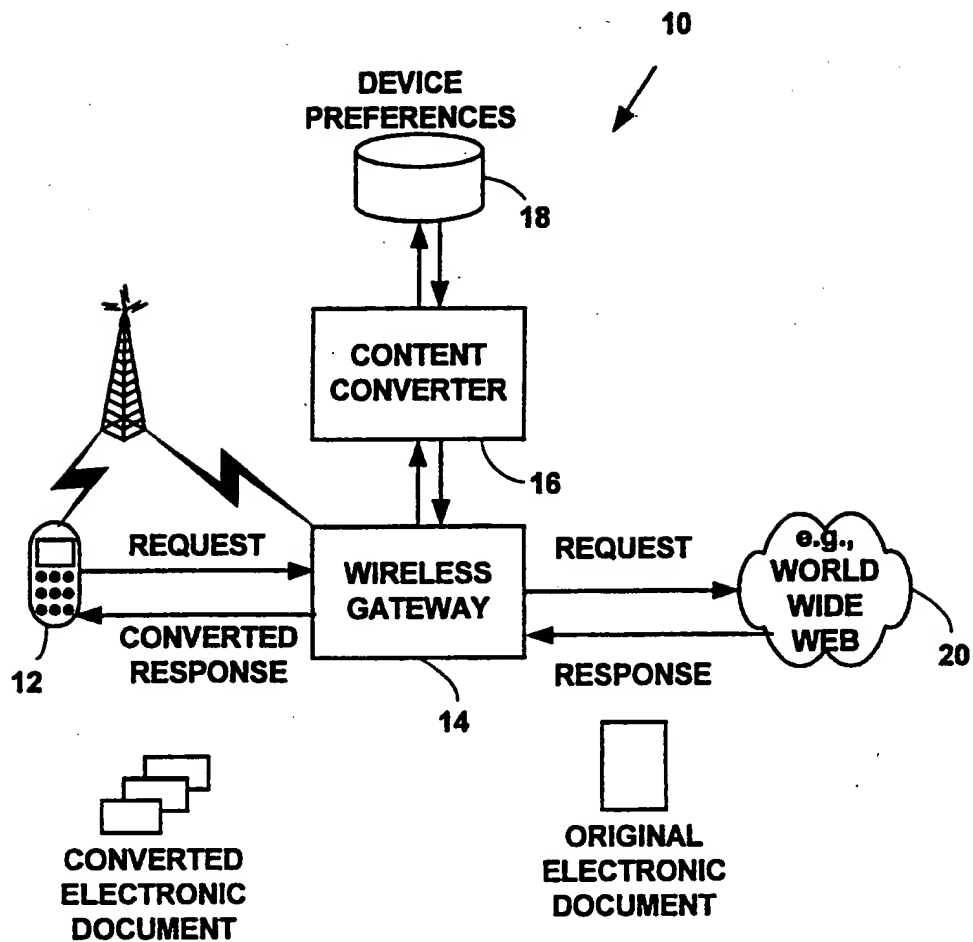 10
DEVICE
PREFERENCES
18
CONTENT
CONVERTER
16
REQUEST
CONVERTED
RESPONSE
12
WIRELESS
GATEWAY
14
REQUEST
RESPONSE
e.g.,
WORLD
WIDE
WEB
20
CONVERTED
ELECTRONIC
DOCUMENT
ORIGINAL
ELECTRONIC
DOCUMENT